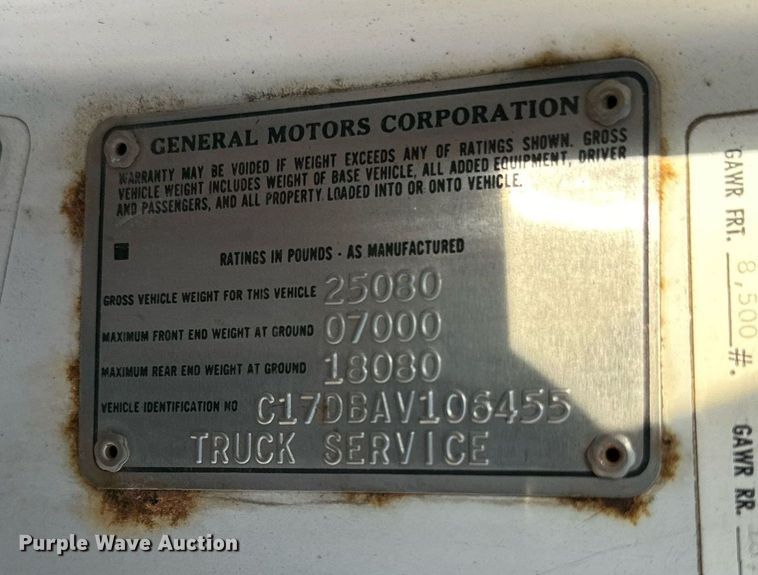 GENERAL MOTORS CORPORATION
WARRANTY MAY BE VOIDED IF WEIGHT EXCEEDS ANY OF RATINGS SHOWN. GROSS
VEHICLE WEIGHT INCLUDES WEIGHT OF BASE VEHICLE, ALL ADDED EQUIPMENT, DRIVER
AND PASSENGERS, AND ALL PROPERTY LOADED INTO OR ONTO VEHICLE.
RATINGS IN POUNDS - AS MANUFACTURED
GROSS VEHICLE WEIGHT FOR THIS VEHICLE 25080
MAXIMUM FRONT END WEIGHT AT GROUND 07000
MAXIMUM REAR END WEIGHT AT GROUND 18080
VEHICLE IDENTIFICATION NO C17DBAV106455
TRUCK SERVICE
GAWR FRT. 8,500 #. GAWR RR.
Purple Wave Auction